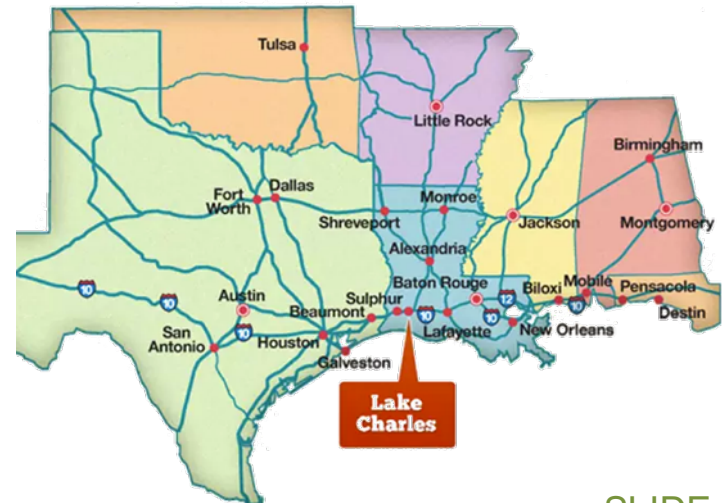 Tulsa
Little Rock
Birmingham
Fort
Worth
Dallas
Monroe
Shreveport
Jackson
Montgomery
Alexandria
Baton Rouge
10
10
Austin
Beaumont
Sulphur
10
12
10
Biloxi
Mobile
10
Pensacola
Destin
San
Antonio
10
Houston
Lafayette
New Orleans
Galveston
Lake
Charles